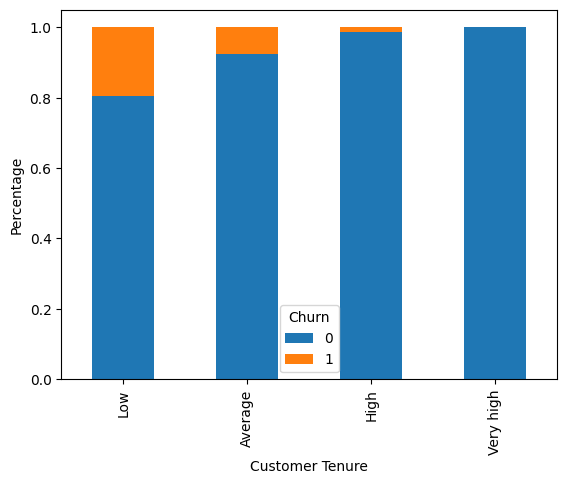 1.0
0.8
0.6
0.4
0.2
0.0
Percentage
Churn
0
1
Low
Average
High
Very high
Customer Tenure